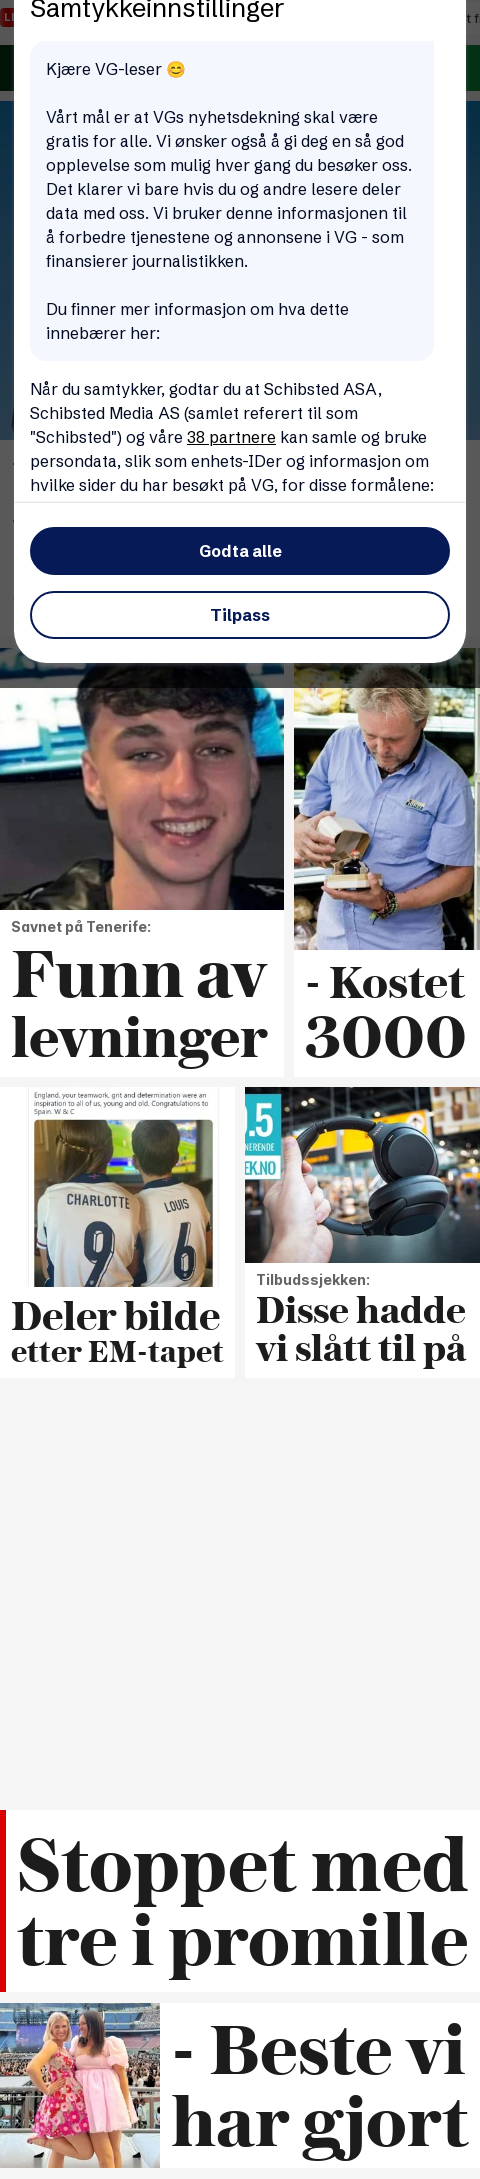 Samtykkeinnstillinger
Kjære VG-leser 😊
Vårt mål er at VGs nyhetsdekning skal være
gratis for alle. Vi ønsker også å gi deg en så god
opplevelse som mulig hver gang du besøker oss.
Det klarer vi bare hvis du og andre lesere deler
data med oss. Vi bruker denne informasjonen til
å forbedre tjenestene og annonsene i VG - som
finansierer journalistikken.
Du finner mer informasjon om hva dette
innebærer her:
Når du samtykker, godtar du at Schibsted ASA,
Schibsted Media AS (samlet referert til som
"Schibsted") og våre 38 partnere kan samle og bruke
persondata, slik som enhets-IDer og informasjon om
hvilke sider du har besøkt på VG, for disse formålene:
Godta alle
Tilpass
Savnet på Tenerife:
Funn av
levninger
- Kostet
3000
England, your teamwork, grit and determination were an
inspiration to all of us, young and old. Congratulations to
Spain. W & C
CHARLOTTE
9
LOUIS
6
Deler bilde
etter EM-tapet
.5
NERENDE
EK.NO
Tilbudssjekken:
Disse hadde
vi slått til på
Stoppet med
tre i promille
- Beste vi
har gjort